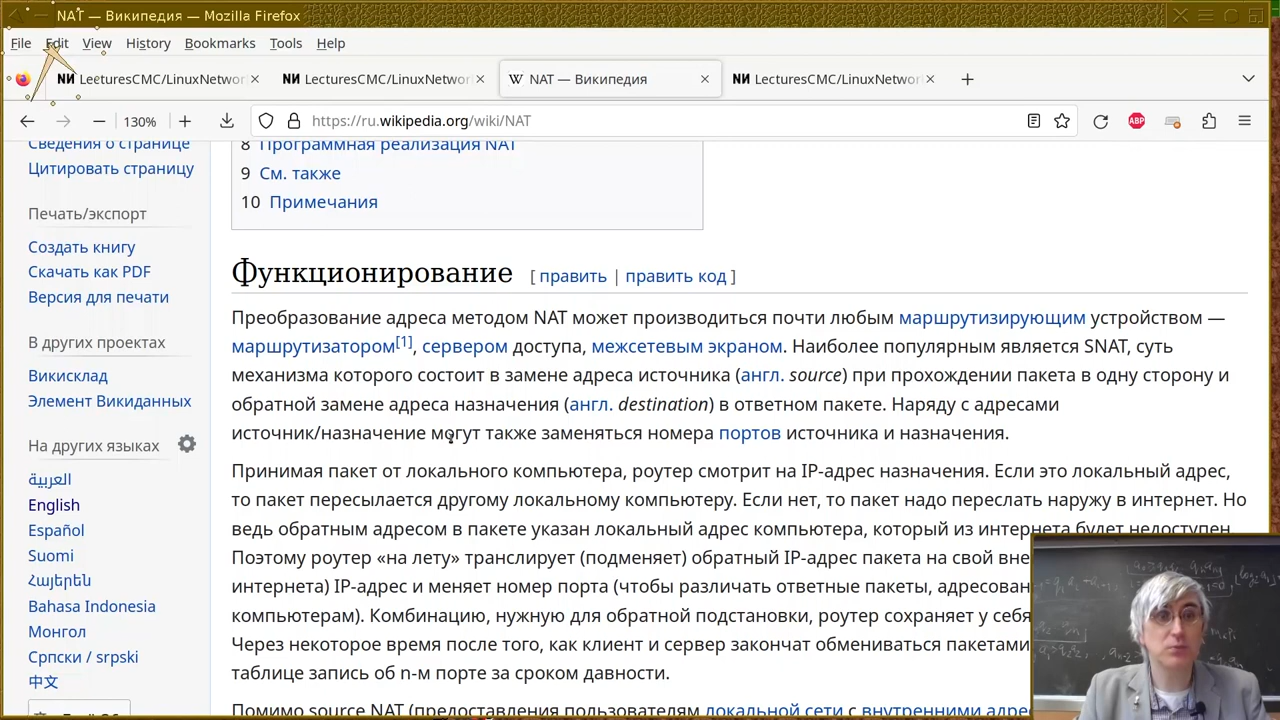 NAT — Википедия — Mozilla Firefox
File Edit View History Bookmarks Tools Help
LecturesCMC/LinuxNetwor
LecturesCMC/LinuxNetwor
NAT — Википедия
LecturesCMC/LinuxNetwor
130%
https://ru.wikipedia.org/wiki/NAT
ABP
Сведения о странице
Цитировать страницу
Печать/экспорт
Создать книгу
Скачать как PDF
Версия для печати
В других проектах
Викисклад
Элемент Викиданных
На других языках
العربية
English
Español
Suomi
Հայերեն
Bahasa Indonesia
Монгол
Српски / srpski
中文
8 Программная реализация NAT
9 См. также
10 Примечания
Функционирование [ править | править код ]
Преобразование адреса методом NAT может производиться почти любым маршрутизирующим устройством —
маршрутизатором[1], сервером доступа, межсетевым экраном. Наиболее популярным является SNAT, суть
механизма которого состоит в замене адреса источника (англ. source) при прохождении пакета в одну сторону и
обратной замене адреса назначения (англ. destination) в ответном пакете. Наряду с адресами
источник/назначение могут также заменяться номера портов источника и назначения.
Принимая пакет от локального компьютера, роутер смотрит на IP-адрес назначения. Если это локальный адрес,
то пакет пересылается другому локальному компьютеру. Если нет, то пакет надо переслать наружу в интернет. Но
ведь обратным адресом в пакете указан локальный адрес компьютера, который из интернета будет недоступен.
Поэтому роутер «на лету» транслирует (подменяет) обратный IP-адрес пакета на свой вне
интернета) IP-адрес и меняет номер порта (чтобы различать ответные пакеты, адресован
компьютерам). Комбинацию, нужную для обратной подстановки, роутер сохраняет у себя
Через некоторое время после того, как клиент и сервер закончат обмениваться пакетами
таблице запись об n-м порте за сроком давности.
Помимо source NAT (предоставления пользователям локальной сети с внутренними адре